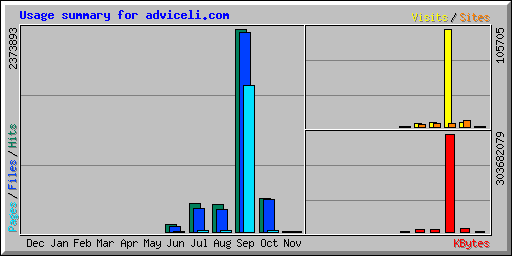 Usage summary for adviceli.com
Visits/Sites
2373893
105705
Pages/Files/Hits
303682079
Dec Jan Feb Mar Apr May Jun Jul Aug Sep Oct Nov
KBytes